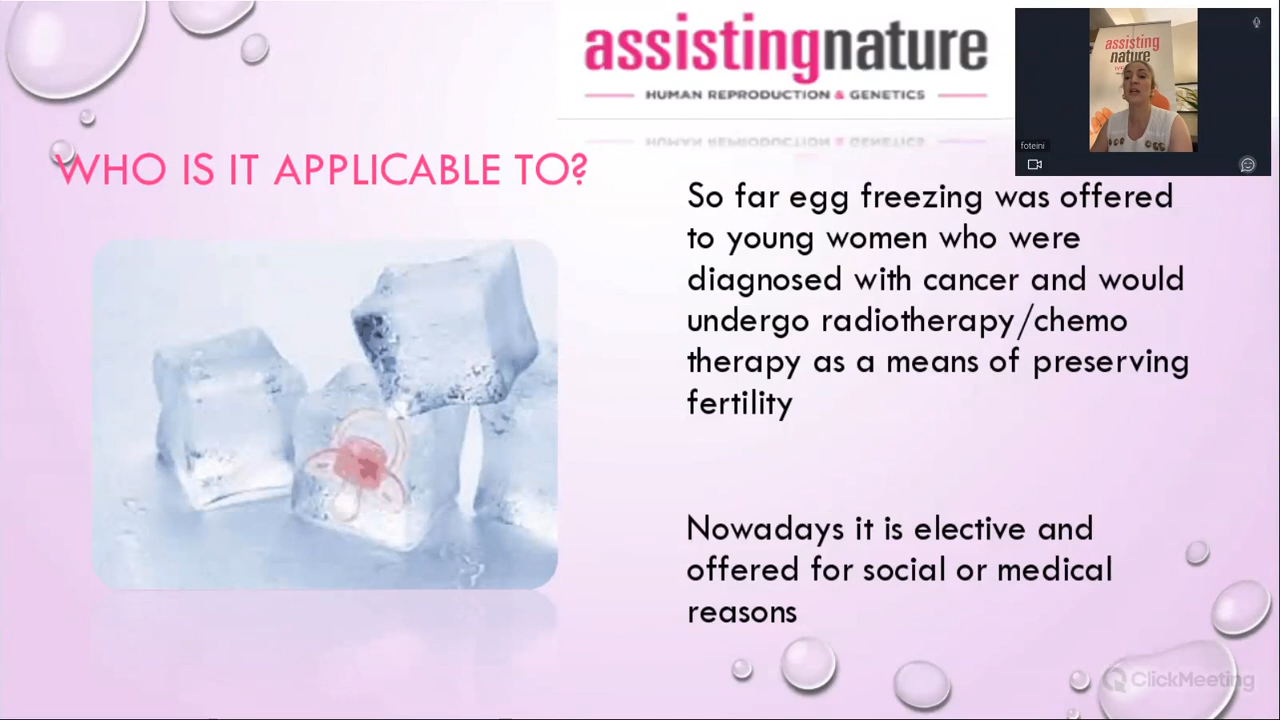 assistingnature
HUMAN REPRODUCTION & GENETICS
assisting
nature
foteini
WHO IS IT APPLICABLE TO?
So far egg freezing was offered
to young women who were
diagnosed with cancer and would
undergo radiotherapy/chemo
therapy as a means of preserving
fertility
Nowadays it is elective and
offered for social or medical
reasons
ClickMeeting